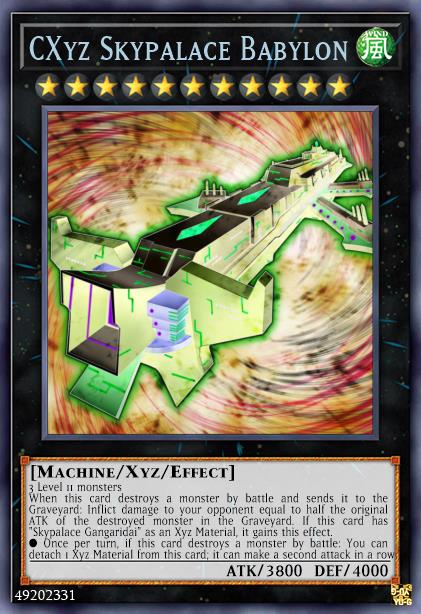 CXyz Skypalace Babylon
WIND
風
[Machine/Xyz/Effect]
3 Level 11 monsters
When this card destroys a monster by battle and sends it to the
Graveyard: Inflict damage to your opponent equal to half the original
ATK of the destroyed monster in the Graveyard. If this card has
"Skypalace Gangaridai" as an Xyz Material, it gains this effect.
● Once per turn, if this card destroys a monster by battle: You can
detach 1 Xyz Material from this card; it can make a second attack in a row
ATK/3800 DEF/4000
49202331